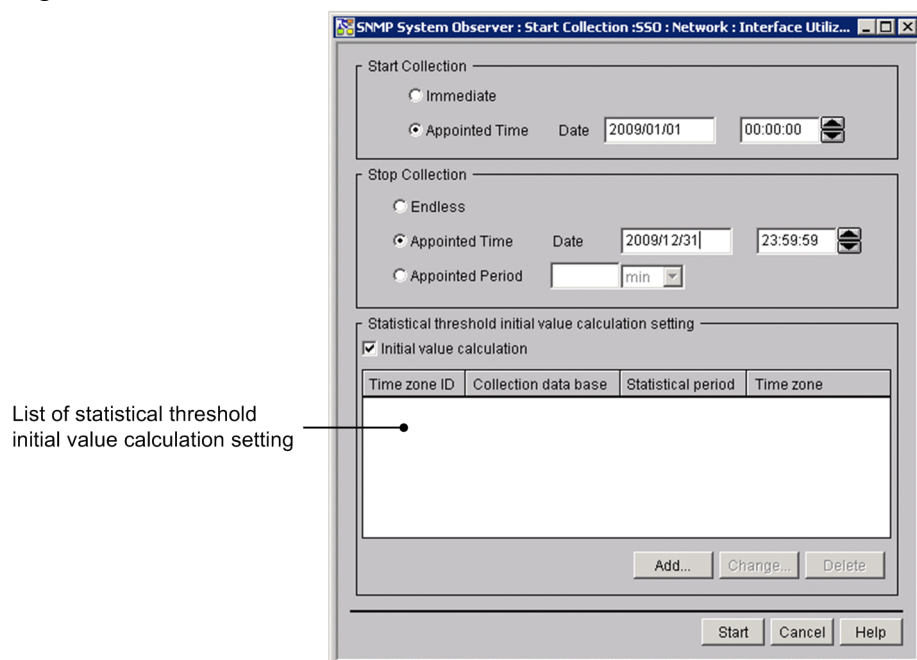 SNMP System Observer : Start Collection :SSO : Network : Interface Utiliz...
Start Collection
Immediate
Appointed Time Date 2009/01/01 00:00:00
Stop Collection
Endless
Appointed Time Date 2009/12/31 23:59:59
Appointed Period min
Statistical threshold initial value calculation setting
Initial value calculation
Time zone ID Collection data base Statistical period Time zone
List of statistical threshold
initial value calculation setting
Add... Change... Delete
Start Cancel Help